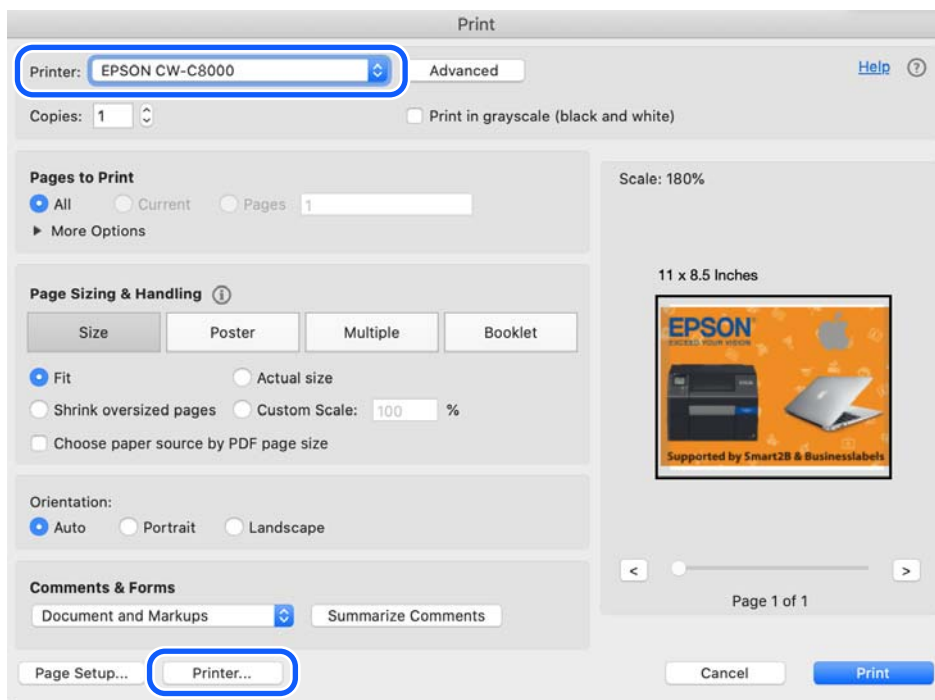 Print
Printer: EPSON CW-C8000 Advanced Help ?
Copies: 1 Print in grayscale (black and white)
Pages to Print
All Current Pages 1
More Options
Scale: 180%
11 x 8.5 Inches
Page Sizing & Handling i
Size Poster Multiple Booklet
Fit Actual size
Shrink oversized pages Custom Scale: 100 %
Choose paper source by PDF page size
EPSON
EXCEED YOUR VISION
Supported by Smart2B & Businesslabels
Orientation:
Auto Portrait Landscape
< >
Page 1 of 1
Comments & Forms
Document and Markups Summarize Comments
Page Setup... Printer... Cancel Print